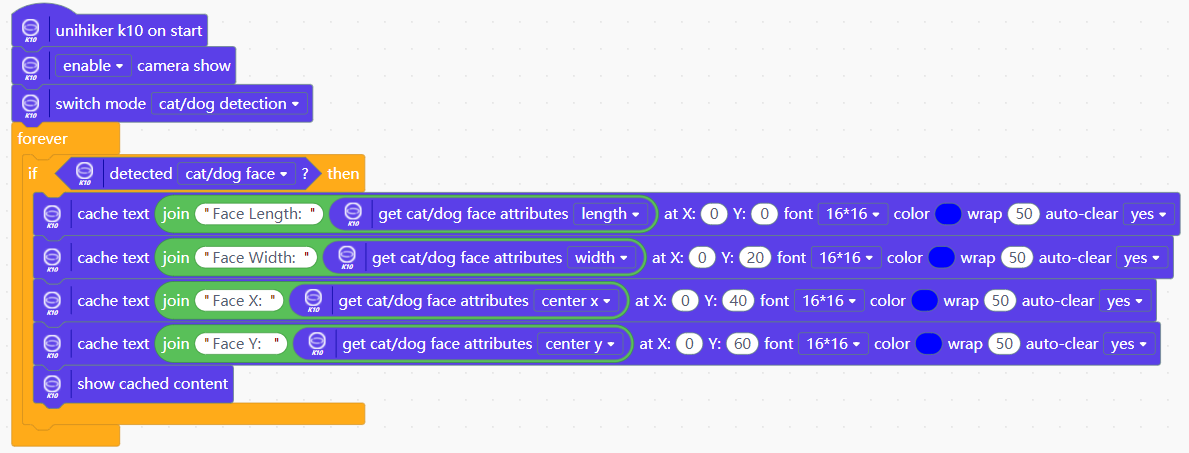 K10 unihiker k10 on start
K10 enable camera show
K10 switch mode cat/dog detection
forever
if K10 detected cat/dog face ? then
K10 cache text join "Face Length: " K10 get cat/dog face attributes length at X: 0 Y: 0 font 16*16 color wrap 50 auto-clear yes
K10 cache text join "Face Width: " K10 get cat/dog face attributes width at X: 0 Y: 20 font 16*16 color wrap 50 auto-clear yes
K10 cache text join "Face X: " K10 get cat/dog face attributes center x at X: 0 Y: 40 font 16*16 color wrap 50 auto-clear yes
K10 cache text join "Face Y: " K10 get cat/dog face attributes center y at X: 0 Y: 60 font 16*16 color wrap 50 auto-clear yes
K10 show cached content